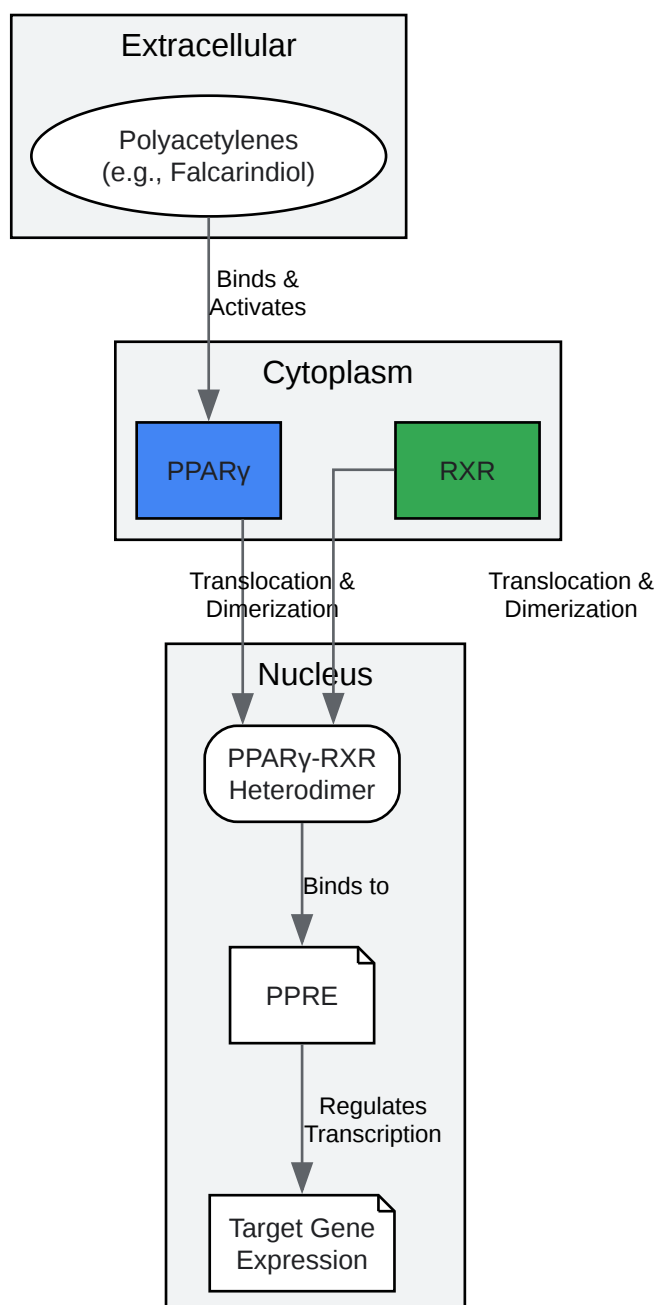 Extracellular
Polyacetylenes
(e.g., Falcarindiol)
Binds &
Activates
Cytoplasm
PPARγ
RXR
Translocation &
Dimerization
Translocation &
Dimerization
Nucleus
PPARγ-RXR
Heterodimer
Binds to
PPRE
Regulates
Transcription
Target Gene
Expression